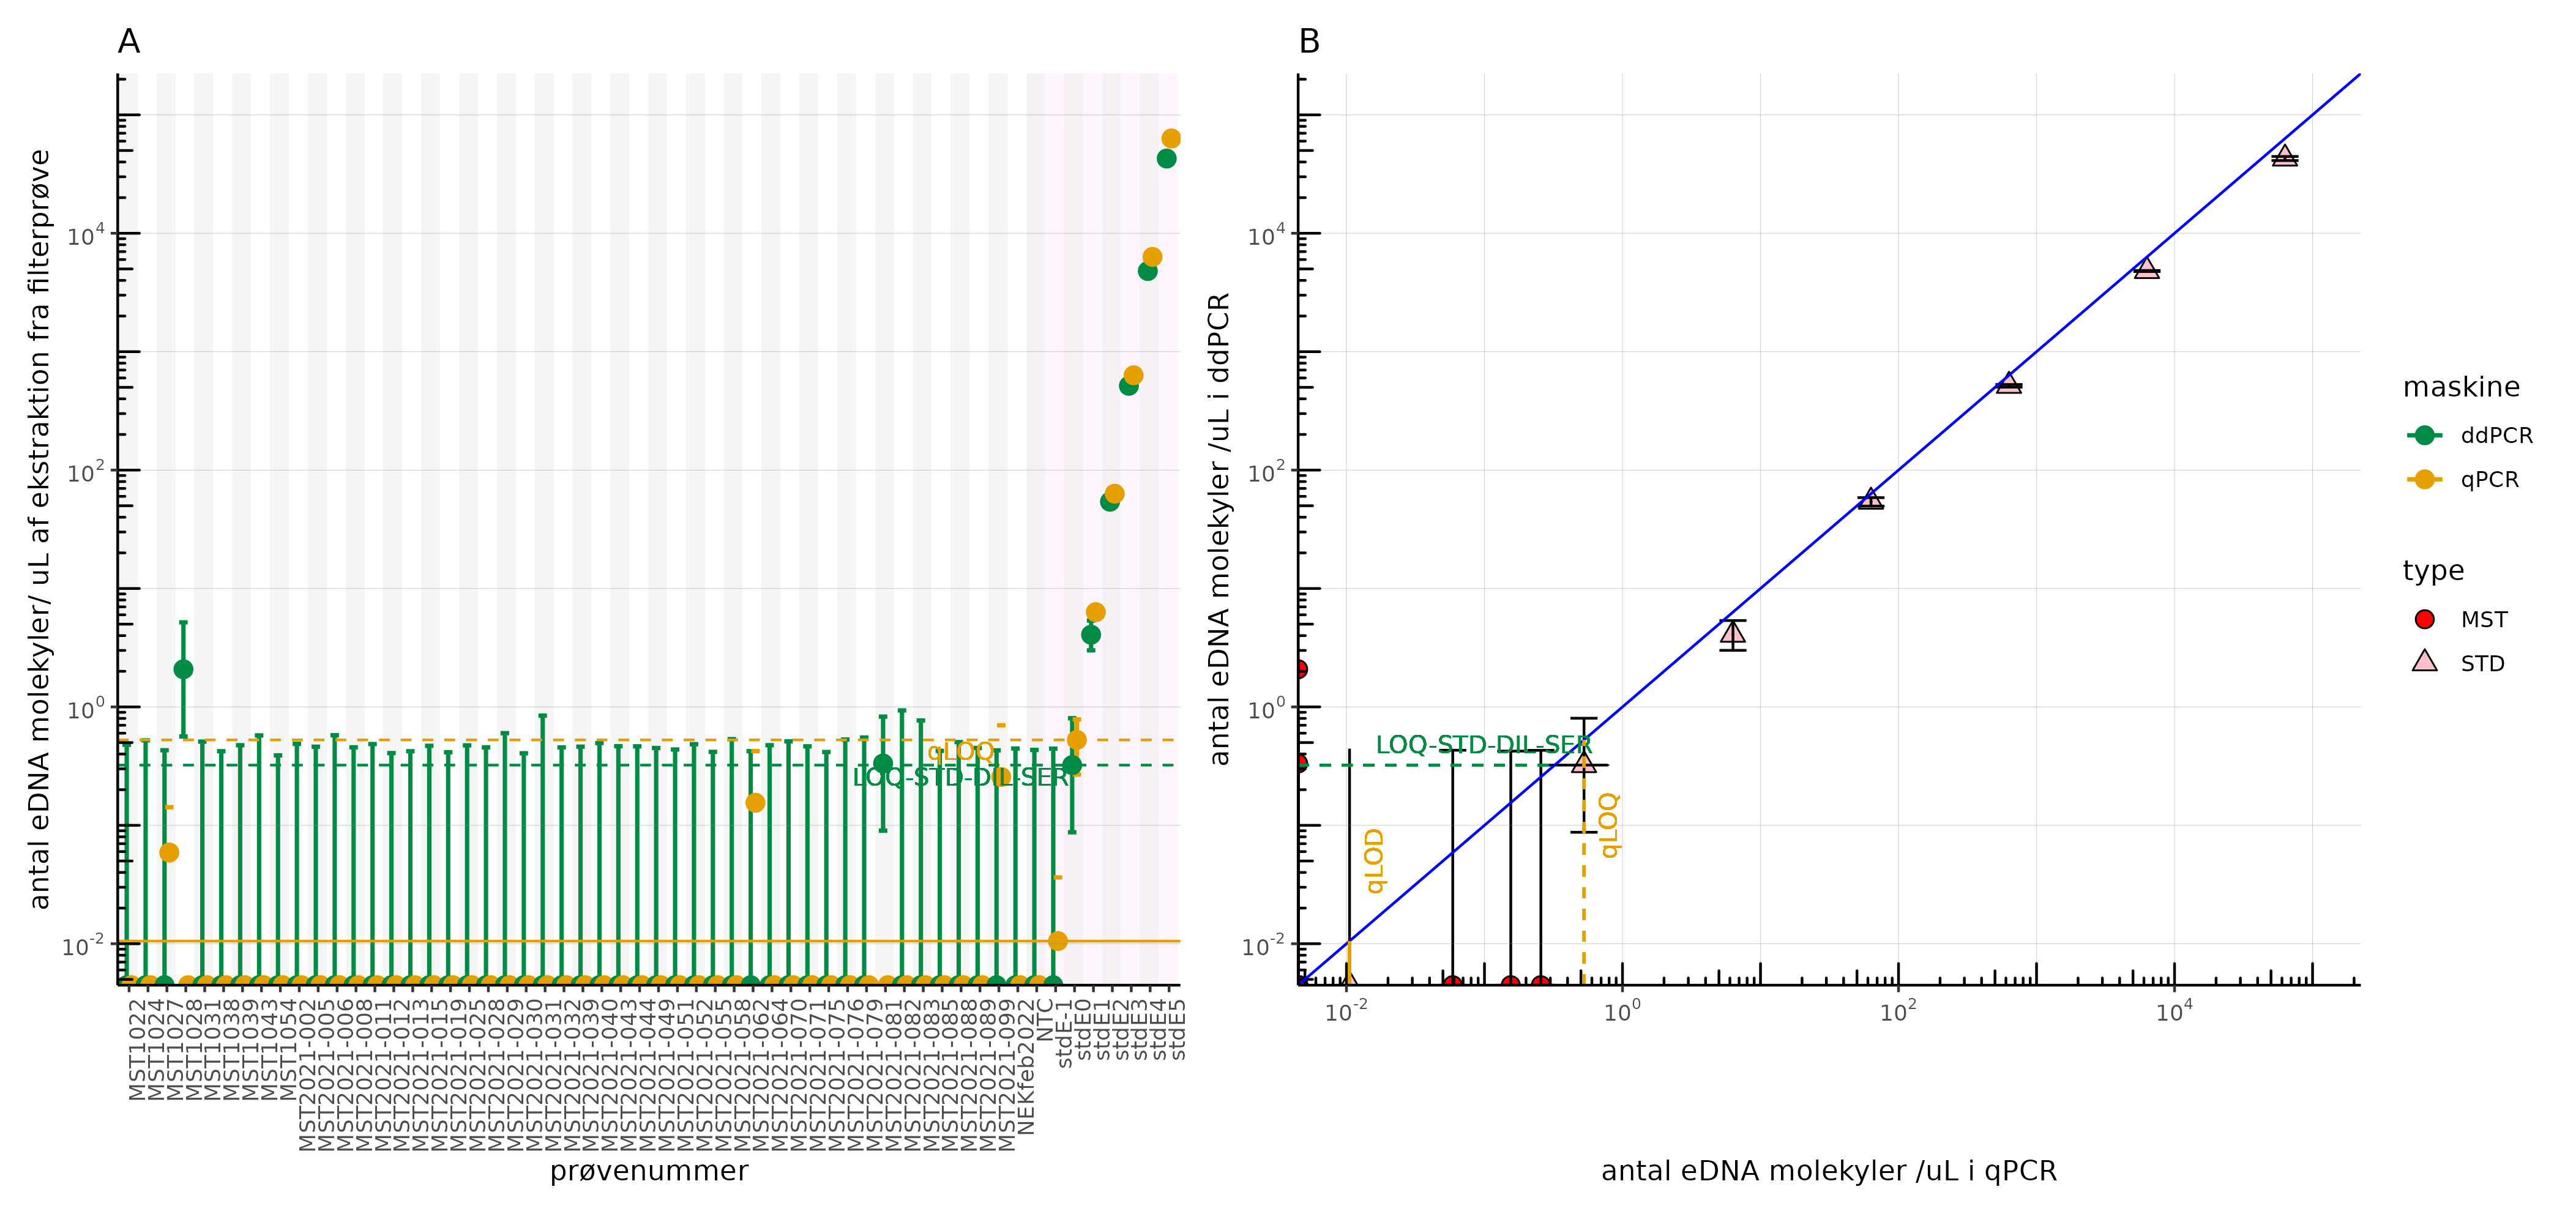 A
antal eDNA molekyler/ uL af ekstraktion fra filterprøve
10^4
10^2
10^0
10^-2
qLOQ
LOQ-STD-DIL-SER
MST1022
MST1024
MST1027
MST1028
MST1031
MST1038
MST1039
MST1043
MST1054
MST2021-002
MST2021-005
MST2021-006
MST2021-008
MST2021-011
MST2021-012
MST2021-013
MST2021-015
MST2021-019
MST2021-025
MST2021-028
MST2021-029
MST2021-030
MST2021-031
MST2021-032
MST2021-039
MST2021-040
MST2021-043
MST2021-044
MST2021-049
MST2021-051
MST2021-052
MST2021-055
MST2021-058
MST2021-062
MST2021-064
MST2021-070
MST2021-071
MST2021-075
MST2021-076
MST2021-079
MST2021-081
MST2021-082
MST2021-083
MST2021-085
MST2021-088
MST2021-089
MST2021-099
NEKfeb2022
NTC
stdE-1
stdE0
stdE1
stdE2
stdE3
stdE4
stdE5
prøvenummer
B
antal eDNA molekyler /uL i ddPCR
10^4
10^2
10^0
10^-2
LOQ-STD-DIL-SER
qLOD
qLOQ
10^-2
10^0
10^2
10^4
antal eDNA molekyler /uL i qPCR
maskine
ddPCR
qPCR
type
MST
STD